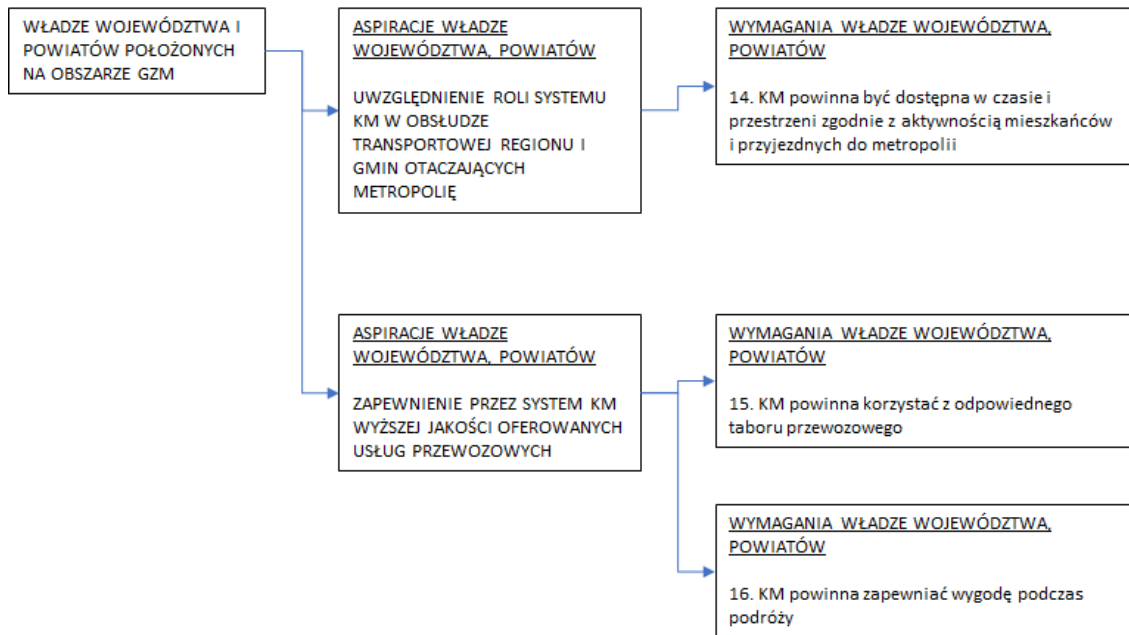 WŁADZE WOJEWÓDZTWA I
POWIATÓW POŁOŻONYCH
NA OBSZARZE GZM
ASPIRACJE WŁADZE
WOJEWÓDZTWA, POWIATÓW
UWZGLĘDNIENIE ROLI SYSTEMU
KM W OBSŁUDZE
TRANSPORTOWEJ REGIONU I
GMIN OTACZAJĄCYCH
METROPOLIĘ
WYMAGANIA WŁADZE WOJEWÓDZTWA,
POWIATÓW
14. KM powinna być dostępna w czasie i
przestrzeni zgodnie z aktywnością mieszkańców
i przyjezdnych do metropolii
ASPIRACJE WŁADZE
WOJEWÓDZTWA, POWIATÓW
ZAPEWNIENIE PRZEZ SYSTEM KM
WYŻSZEJ JAKOŚCI OFEROWANYCH
USŁUG PRZEWOZOWYCH
WYMAGANIA WŁADZE WOJEWÓDZTWA,
POWIATÓW
15. KM powinna korzystać z odpowiednego
taboru przewozowego
WYMAGANIA WŁADZE WOJEWÓDZTWA,
POWIATÓW
16. KM powinna zapewniać wygodę podczas
podróży